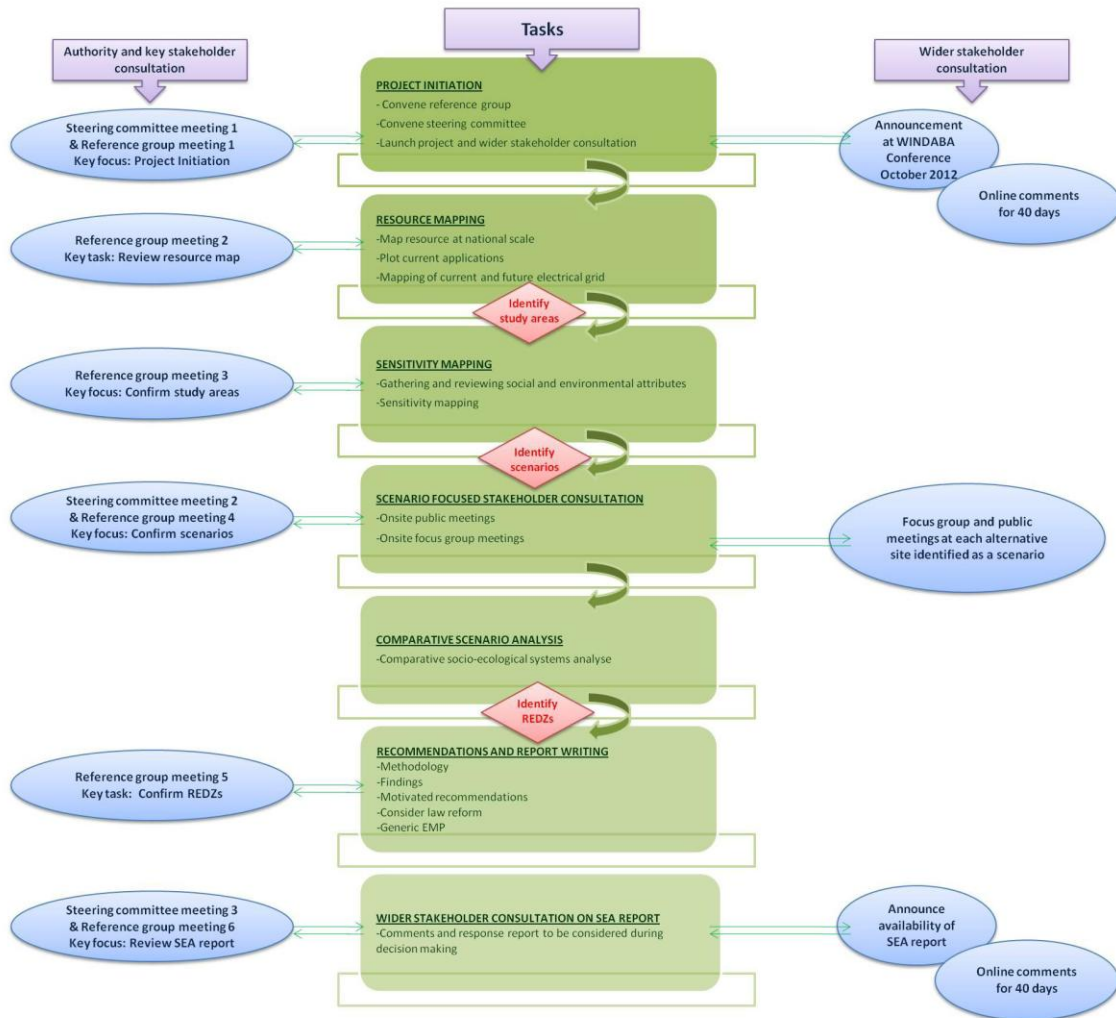 Tasks
Authority and key stakeholder
consultation
Wider stakeholder
consultation
PROJECT INITIATION
- Convene reference group
- Convene steering committee
-Launch project and wider stakeholder consultation
Steering committee meeting 1
& Reference group meeting 1
Key focus: Project Initiation
Announcement
at WINDABA
Conference
October 2012
Online comments
for 40 days
RESOURCE MAPPING
-Map resource at national scale
-Plot current applications
-Mapping of current and future electrical grid
Reference group meeting 2
Key task: Review resource map
Identify
study areas
SENSITIVITY MAPPING
-Gathering and reviewing social and environmental attributes
-Sensitivity mapping
Reference group meeting 3
Key focus: Confirm study areas
Identify
scenarios
SCENARIO FOCUSED STAKEHOLDER CONSULTATION
-Onsite public meetings
-Onsite focus group meetings
Steering committee meeting 2
& Reference group meeting 4
Key focus: Confirm scenarios
Focus group and public
meetings at each alternative
site identified as a scenario
COMPARATIVE SCENARIO ANALYSIS
-Comparative socio-ecological systems analyse
Identify
REDZs
RECOMMENDATIONS AND REPORT WRITING
-Methodology
-Findings
-Motivated recommendations
-Consider law reform
-Generic EMP
Reference group meeting 5
Key task: Confirm REDZs
WIDER STAKEHOLDER CONSULTATION ON SEA REPORT
-Comments and response report to be considered during
decision making
Steering committee meeting 3
& Reference group meeting
6
Key focus: Review SEA report
Announce
availability of
SEA report
Online comments
for 40 days